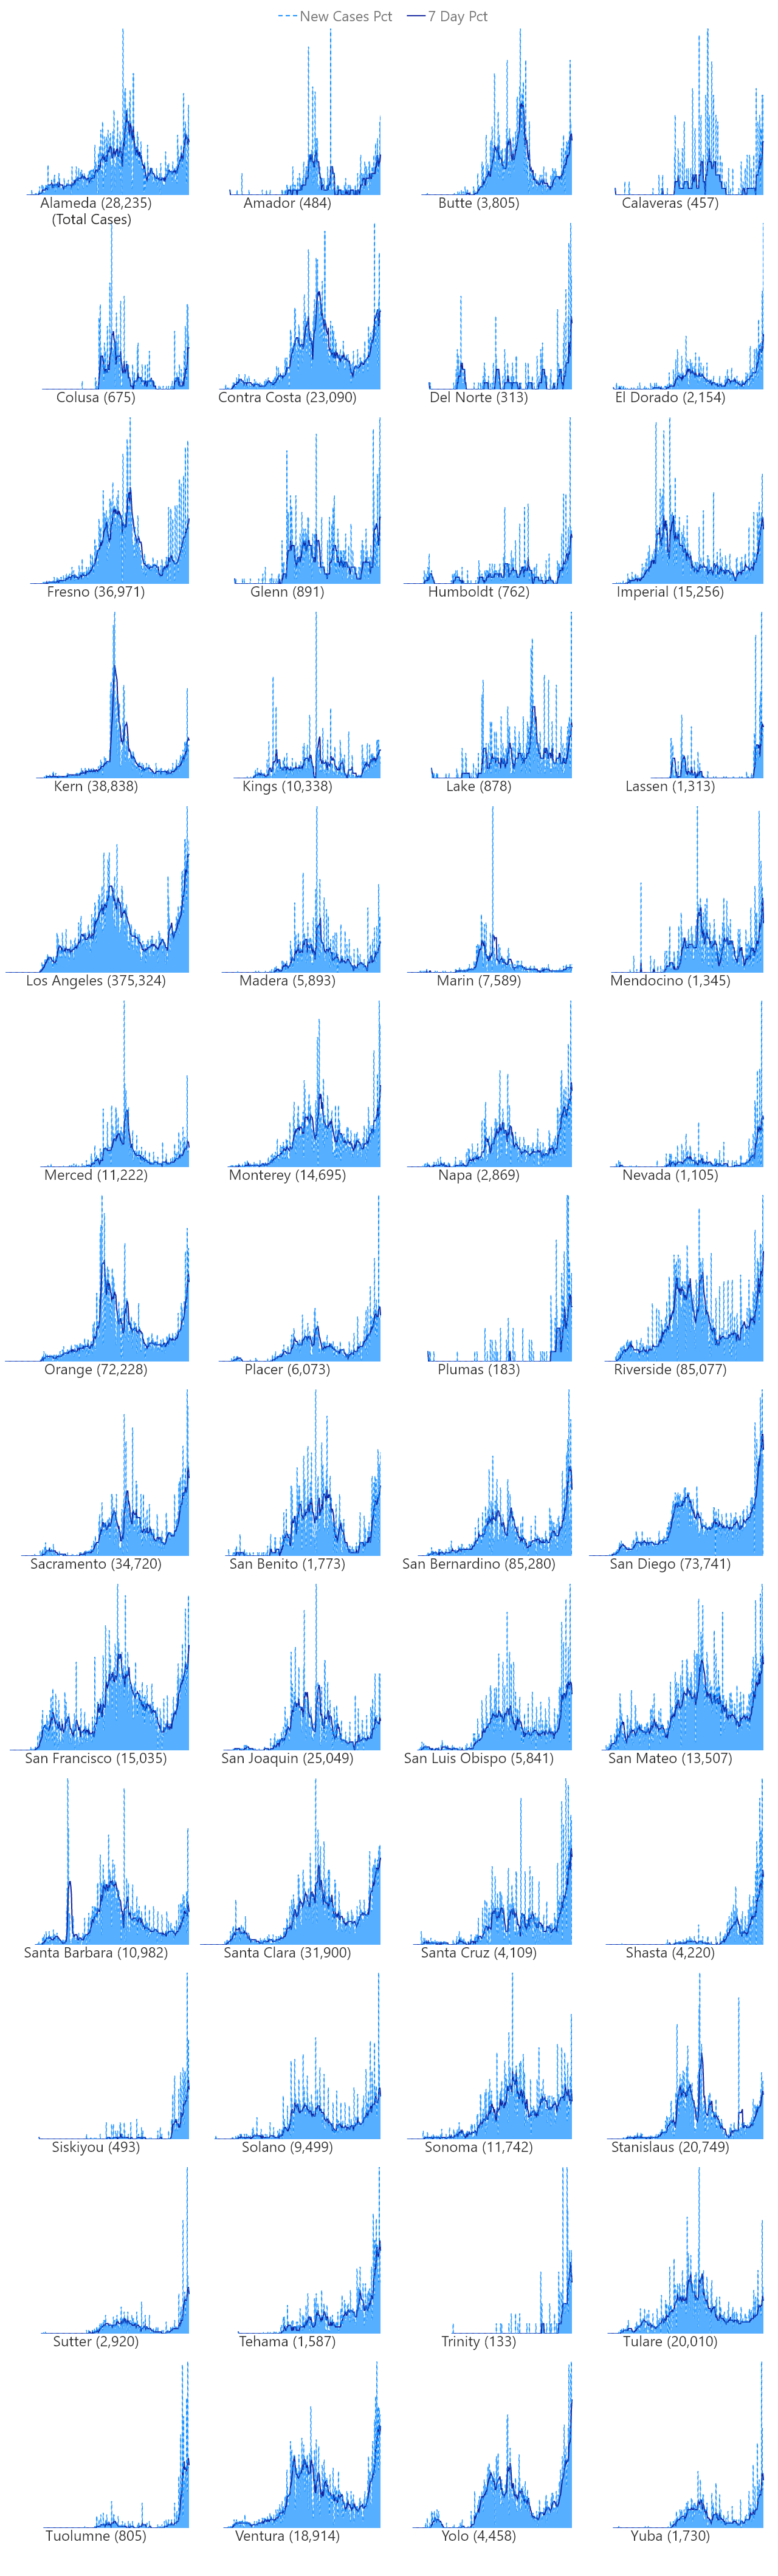 New Cases Pct 7 Day Pct
Alameda (28,235) Amador (484) Butte (3,805) Calaveras (457)
(Total Cases)
Colusa (675) Contra Costa (23,090) Del Norte (313) El Dorado (2,154)
Fresno (36,971) Glenn (891) Humboldt (762) Imperial (15,256)
Kern (38,838) Kings (10,338) Lake (878) Lassen (1,313)
Los Angeles (375,324) Madera (5,893) Marin (7,589) Mendocino (1,345)
Merced (11,222) Monterey (14,695) Napa (2,869) Nevada (1,105)
Orange (72,228) Placer (6,073) Plumas (183) Riverside (85,077)
Sacramento (34,720) San Benito (1,773) San Bernardino (85,280) San Diego (73,741)
San Francisco (15,035) San Joaquin (25,049) San Luis Obispo (5,841) San Mateo (13,507)
Santa Barbara (10,982) Santa Clara (31,900) Santa Cruz (4,109) Shasta (4,220)
Siskiyou (493) Solano (9,499) Sonoma (11,742) Stanislaus (20,749)
Sutter (2,920) Tehama (1,587) Trinity (133) Tulare (20,010)
Tuolumne (805) Ventura (18,914) Yolo (4,458) Yuba (1,730)